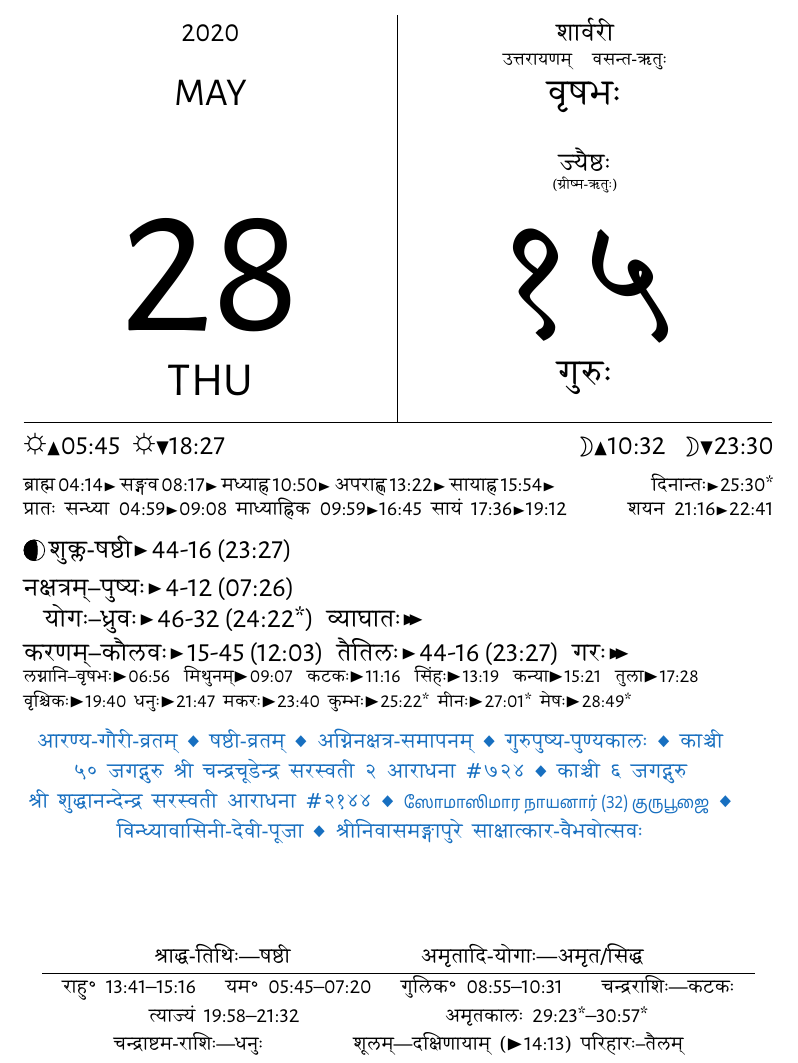 2020
MAY
28
THU
शार्वरी
उत्तरायणम् वसन्त-ऋतुः
वृषभः
ज्यैष्ठः
(ग्रीष्म-ऋतुः)
१५
गुरुः
☼▲05:45 ☼▼18:27 ☽▲10:32 ☽▼23:30
ब्राह्म 04:14► सङ्गव 08:17► मध्याह्न 10:50► अपराह्ण 13:22► सायाह्न 15:54► दिनान्तः►25:30*
प्रातः सन्ध्या 04:59►09:08 माध्याह्निक 09:59►16:45 सायं 17:36►19:12 शयन 21:16►22:41
शुक्ल-षष्ठी► 44-16 (23:27)
नक्षत्रम्–पुष्यः► 4-12 (07:26)
योगः–ध्रुवः► 46-32 (24:22*) व्याघातः►►
करणम्–कौलवः►15-45 (12:03) तैतिलः►44-16 (23:27) गरः►►
लग्नानि–वृषभः►06:56 मिथुनम्►09:07 कटकः►11:16 सिंहः►13:19 कन्या►15:21 तुला►17:28
वृश्चिकः►19:40 धनुः►21:47 मकरः►23:40 कुम्भः►25:22* मीनः►27:01* मेषः►28:49*
आरण्य-गौरी-व्रतम् ◆ षष्ठी-व्रतम् ◆ अग्निनक्षत्र-समापनम् ◆ गुरुपुष्य-पुण्यकालः ◆ काञ्ची
५० जगद्गुरु श्री चन्द्रचूडेन्द्र सरस्वती २ आराधना #७२४ ◆ काञ्ची ६ जगद्गुरु
श्री शुद्धानन्देन्द्र सरस्वती आराधना #२१४४ ◆ ஸோமாஸிமார நாயனார் (32) குருபூஜை ◆
विन्ध्यावासिनी-देवी-पूजा ◆ श्रीनिवासमङ्गापुरे साक्षात्कार-वैभवोत्सवः
श्राद्ध-तिथिः—षष्ठी अमृतादि-योगाः—अमृत/सिद्ध
राहु° 13:41–15:16 यम° 05:45–07:20 गुलिक° 08:55–10:31 चन्द्रराशिः—कटकः
त्याज्यं 19:58–21:32 अमृतकालः 29:23*–30:57*
चन्द्राष्टम-राशिः—धनुः शूलम्—दक्षिणायाम् (►14:13) परिहारः–तैलम्